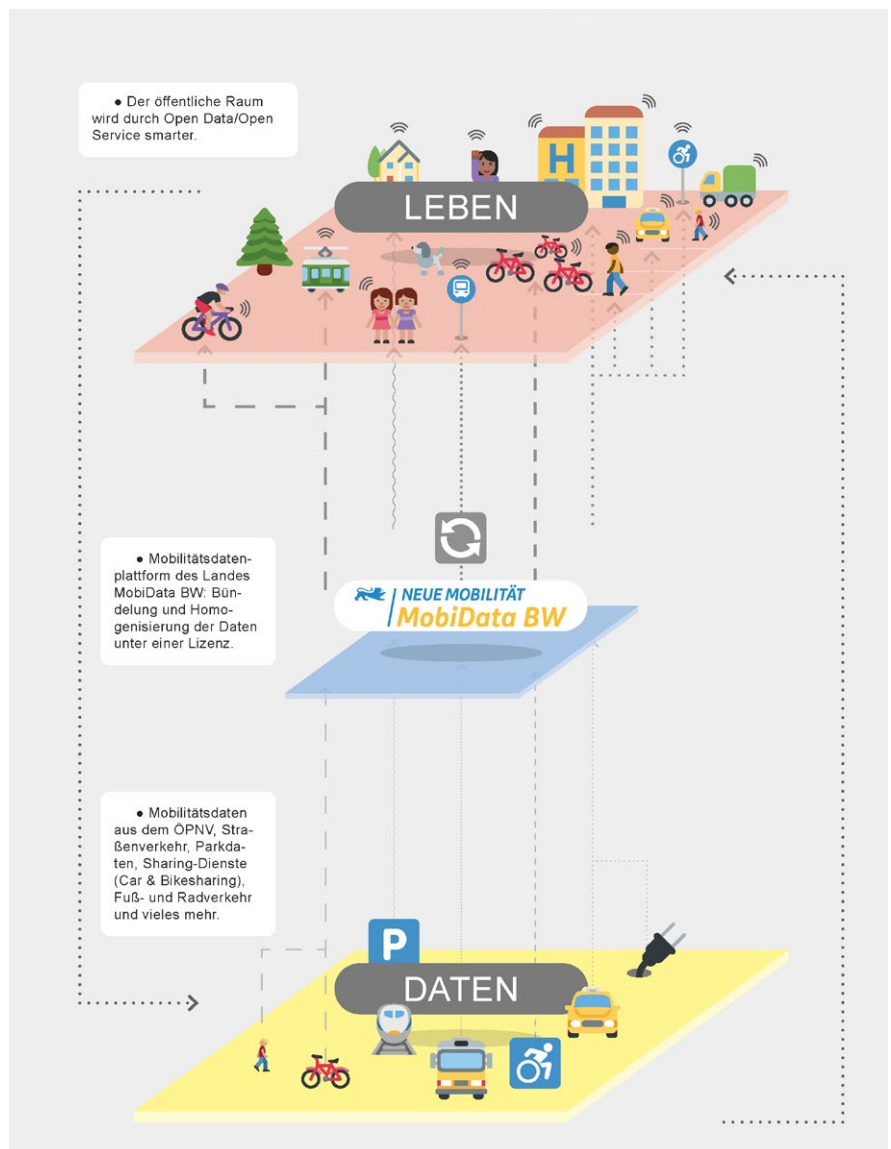 ● Der öffentliche Raum
wird durch Open Data/Open
Service smarter.
H
LEBEN
● Mobilitätsdaten-
plattform des Landes
MobiData BW: Bün-
delung und Homo-
genisierung der Daten
unter einer Lizenz.
NEUE MOBILITÄT
MobiData BW
● Mobilitätsdaten
aus dem ÖPNV, Stra-
ßenverkehr, Parkda-
ten, Sharing-Dienste
(Car & Bikesharing),
Fuß- und Radverkehr
und vieles mehr.
P
DATEN